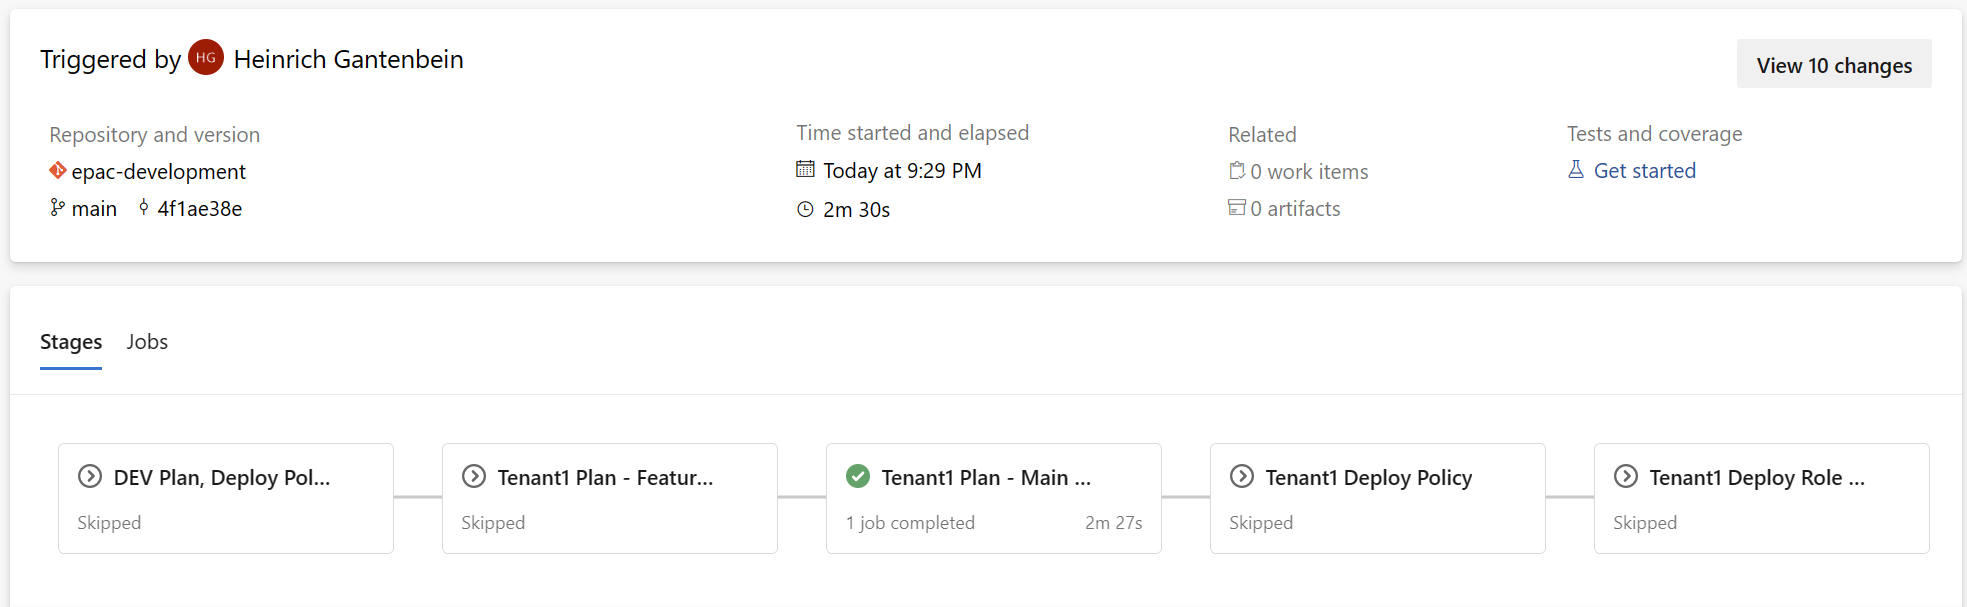 Triggered by HG Heinrich Gantenbein
View 10 changes
Repository and version
epac-development
main 4f1ae38e
Time started and elapsed
Today at 9:29 PM
2m 30s
Related
0 work items
0 artifacts
Tests and coverage
Get started
Stages Jobs
DEV Plan, Deploy Pol...
Skipped
Tenant1 Plan - Featur...
Skipped
Tenant1 Plan - Main ...
1 job completed 2m 27s
Tenant1 Deploy Policy
Skipped
Tenant1 Deploy Role ...
Skipped